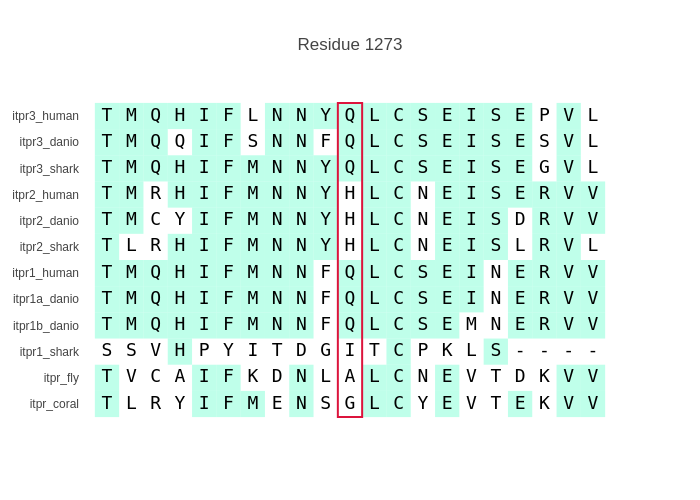 Residue 1273
itpr3_human T M Q H I F L N N Y Q L C S E I S E P V L
itpr3_danio T M Q Q I F S N N F Q L C S E I S E S V L
itpr3_shark T M Q H I F M N N Y Q L C S E I S E G V L
itpr2_human T M R H I F M N N Y H L C N E I S E R V V
itpr2_danio T M C Y I F M N N Y H L C N E I S D R V V
itpr2_shark T L R H I F M N N Y H L C N E I S L R V L
itpr1_human T M Q H I F M N N F Q L C S E I N E R V V
itpr1a_danio T M Q H I F M N N F Q L C S E I N E R V V
itpr1b_danio T M Q H I F M N N F Q L C S E M N E R V V
itpr1_shark S S V H P Y I T D G I T C P K L S - - - -
itpr_fly T V C A I F K D N L A L C N E V T D K V V
itpr_coral T L R Y I F M E N S G L C Y E V T E K V V